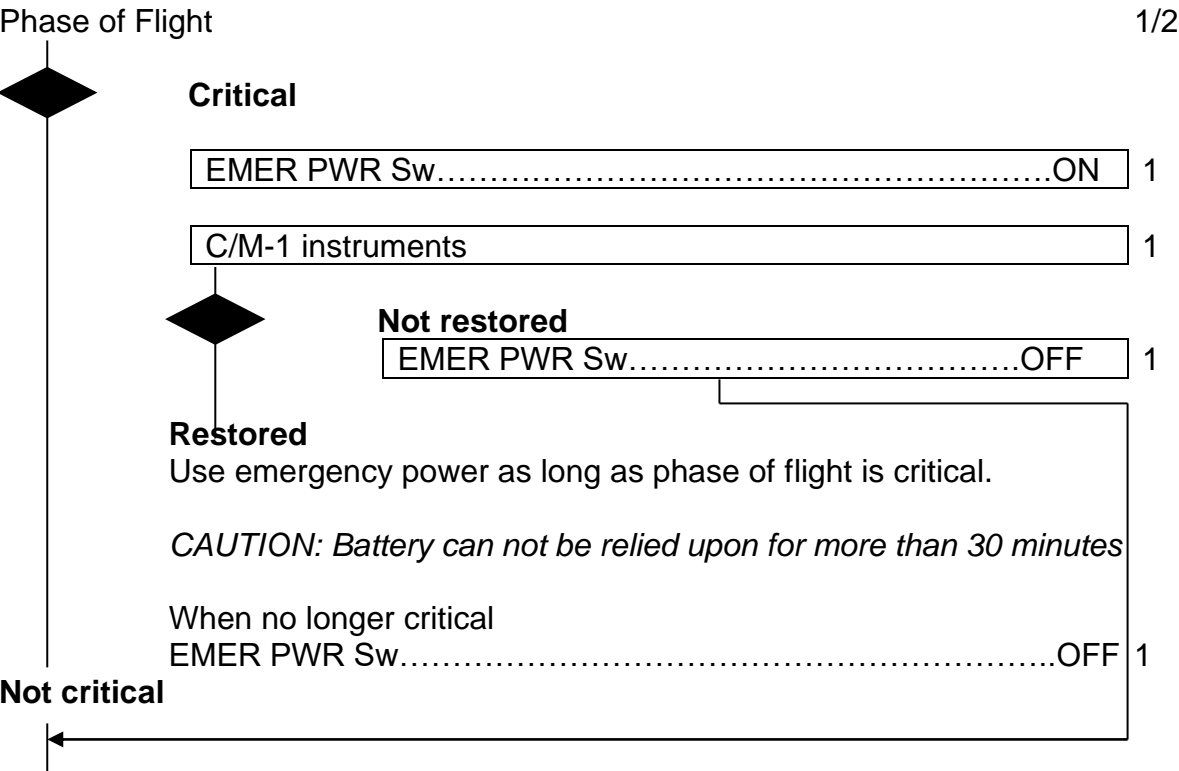 Phase of Flight 1/2
Critical
EMER PWR Sw………………………………………………….ON 1
C/M-1 instruments 1
Not restored
EMER PWR Sw……………………………….OFF 1
Restored
Use emergency power as long as phase of flight is critical.
CAUTION: Battery can not be relied upon for more than 30 minutes
When no longer critical
EMER PWR Sw…………………………………………………….OFF 1
Not critical